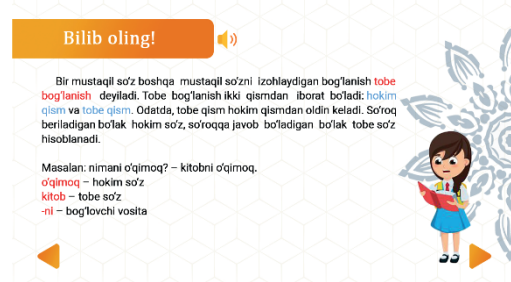 Bilib oling!
Bir mustaqil so‘z boshqa mustaqil so‘zni izohlaydigan bog‘lanish tobe
bog‘lanish deyiladi. Tobe bog‘lanish ikki qismdan iborat bo‘ladi: hokim
qism va tobe qism. Odatda, tobe qism hokim qismdan oldin keladi. So‘roq
beriladigan bo‘lak hokim so‘z, so‘roqqa javob bo‘ladigan bo‘lak tobe so‘z
hisoblanadi.
Masalan: nimani o‘qimoq? – kitobni o‘qimoq.
o‘qimoq – hokim so‘z
kitob – tobe so‘z
-ni – bog‘lovchi vosita